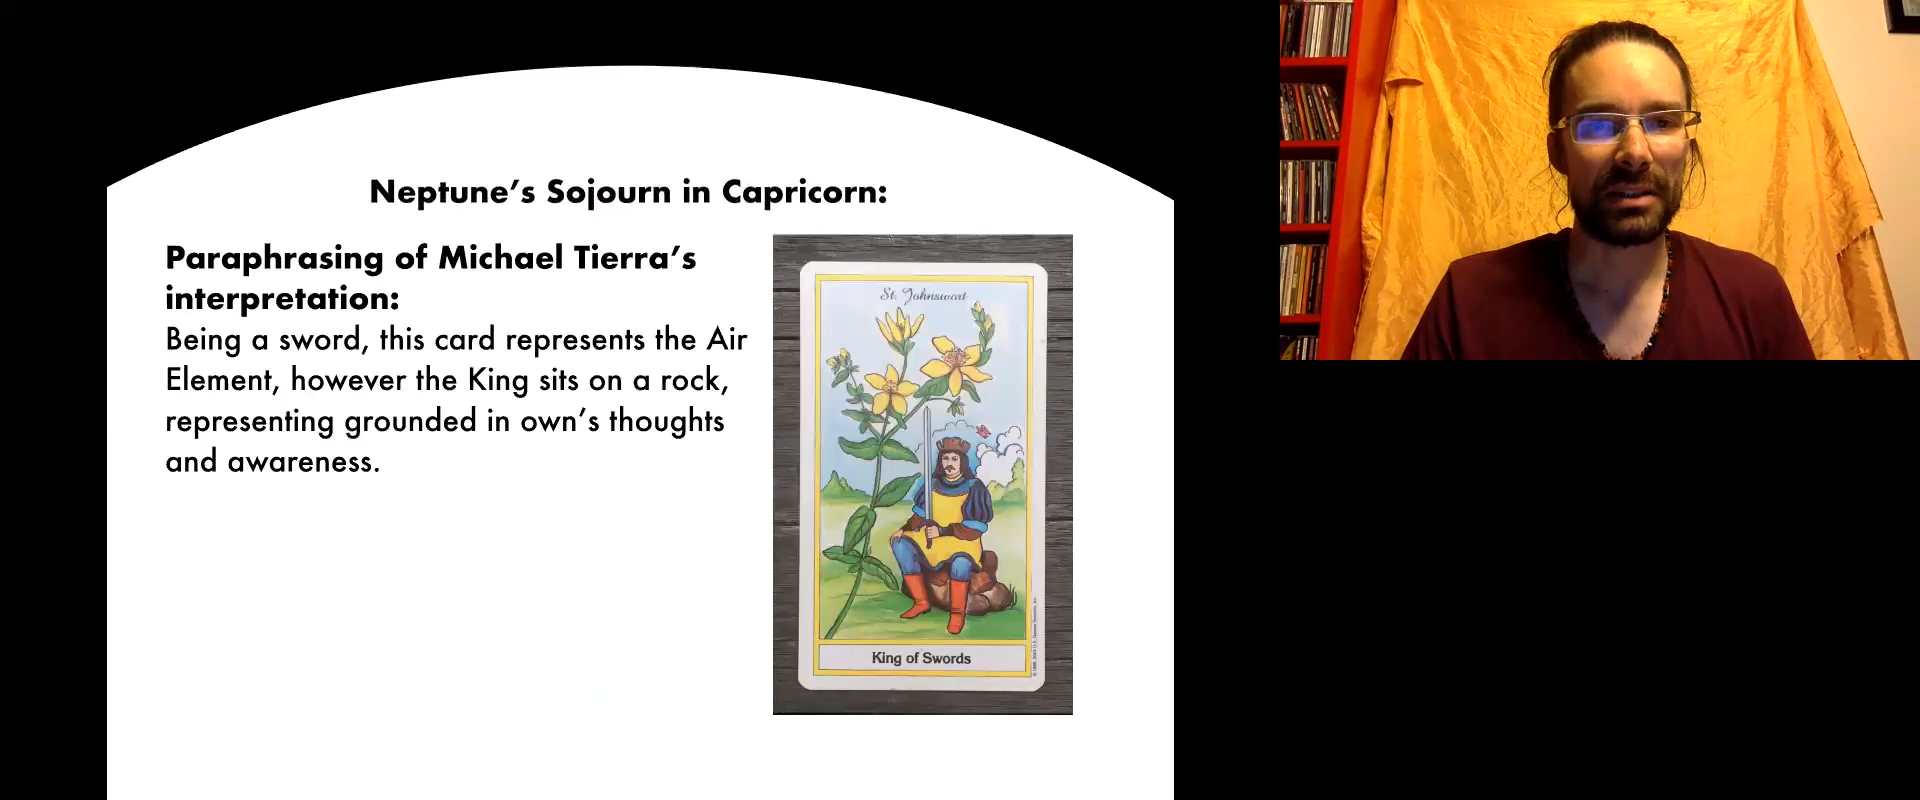 Neptune’s Sojourn in Capricorn:
Paraphrasing of Michael Tierra’s
interpretation:
Being a sword, this card represents the Air
Element, however the King sits on a rock,
representing grounded in own’s thoughts
and awareness.
St. Johnswart
King of Swords